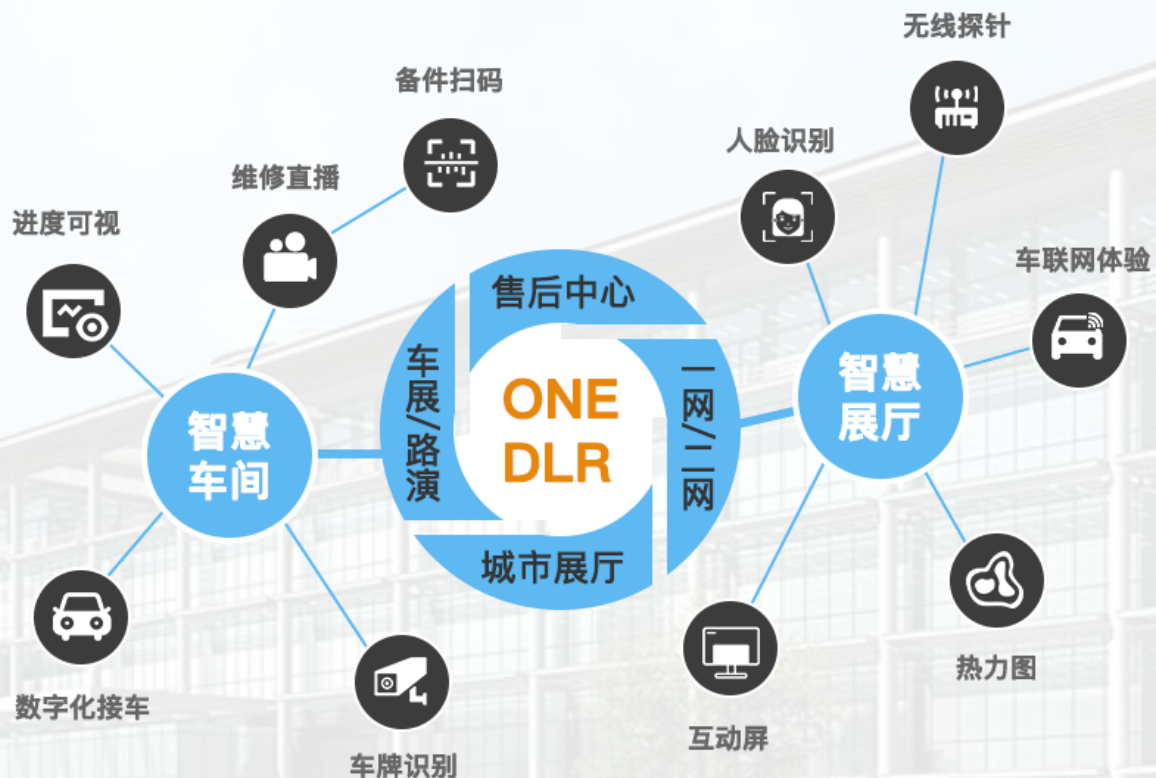 无线探针
备件扫码
人脸识别
维修直播
进度可视
车联网体验
售后中心
车展/路演
ONE
DLR
一网/二网
智慧
展厅
智慧
车间
城市展厅
热力图
数字化接车
互动屏
车牌识别